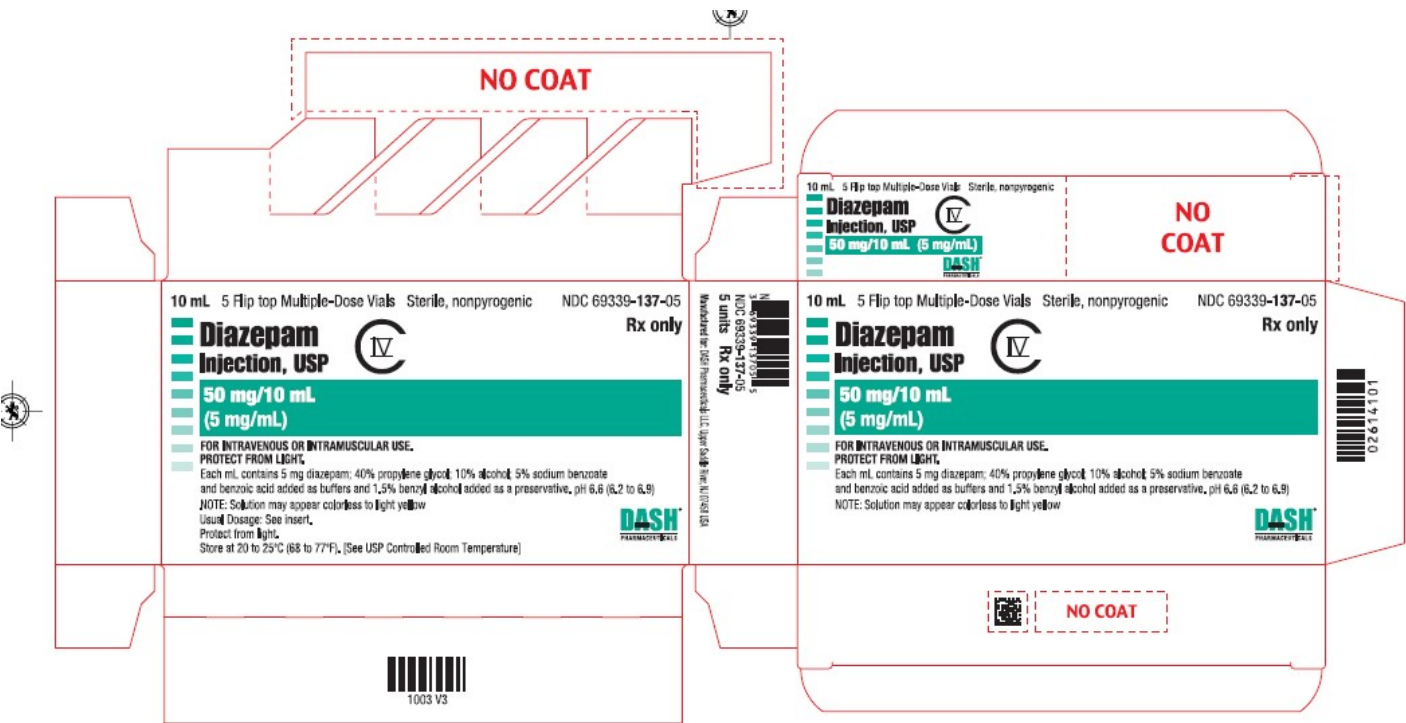 NO COAT
10 mL 5 Flip top Multiple-Dose Vials Sterile, nonpyrogenic
Diazepam
Injection, USP
C IV
50 mg/10 mL (5 mg/mL)
DASH
NO
COAT
10 mL 5 Flip top Multiple-Dose Vials Sterile, nonpyrogenic NDC 69339-137-05
Rx only
Diazepam
Injection, USP
C IV
50 mg/10 mL
(5 mg/mL)
FOR INTRAVENOUS OR INTRAMUSCULAR USE.
PROTECT FROM LIGHT.
Each mL contains 5 mg diazepam; 40% propylene glycol; 10% alcohol; 5% sodium benzoate
and benzoic acid added as buffers and 1.5% benzyl alcohol added as a preservative. pH 6.6 (6.2 to 6.9)
NOTE: Solution may appear colorless to light yellow
Usual Dosage: See insert.
Protect from light.
Store at 20 to 25°C (68 to 77°F). [See USP Controlled Room Temperature]
DASH
PHARMACEUTICALS
N
3 69339 13705 5
NDC 69339-137-05
5 units Rx only
Manufactured for: DASH Pharmaceuticals LLC, Upper Saddle River, NJ 07458 USA
10 mL 5 Flip top Multiple-Dose Vials Sterile, nonpyrogenic NDC 69339-137-05
Rx only
Diazepam
Injection, USP
C IV
50 mg/10 mL
(5 mg/mL)
FOR INTRAVENOUS OR INTRAMUSCULAR USE.
PROTECT FROM LIGHT.
Each mL contains 5 mg diazepam; 40% propylene glycol; 10% alcohol; 5% sodium benzoate
and benzoic acid added as buffers and 1.5% benzyl alcohol added as a preservative. pH 6.6 (6.2 to 6.9)
NOTE: Solution may appear colorless to light yellow
DASH
PHARMACEUTICALS
02614101
NO COAT
1003 V3